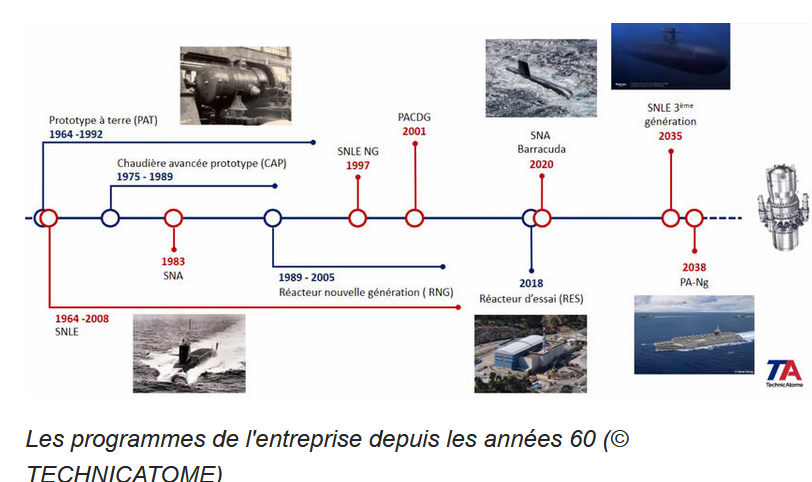 Prototype à terre (PAT)
1964 -1992
Chaudière avancée prototype (CAP)
1975 - 1989
SNLE NG
1997
PACDG
2001
SNA
Barracuda
2020
SNLE 3ème
génération
2035
1983
SNA
1989 - 2005
Réacteur nouvelle génération ( RNG)
2018
Réacteur d'essai (RES)
2038
PA-Ng
1964 -2008
SNLE
TA
TechnicAtome
Les programmes de l'entreprise depuis les années 60 (©
TECHNICATOME)